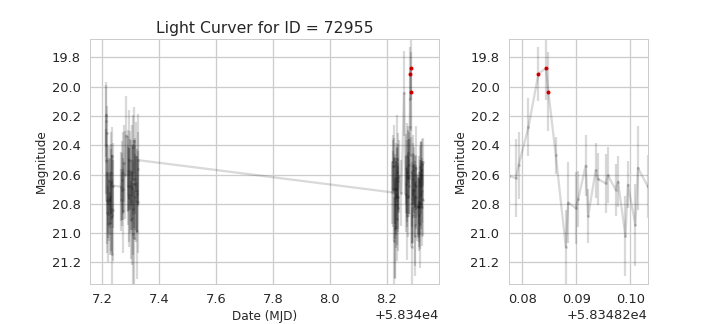 Light Curver for ID = 72955
Magnitude
19.8
20.0
20.2
20.4
20.6
20.8
21.0
21.2
7.2 7.4 7.6 7.8 8.0 8.2
Date (MJD)
+5.834e4
Magnitude
19.8
20.0
20.2
20.4
20.6
20.8
21.0
21.2
0.08 0.09 0.10
+5.83482e4